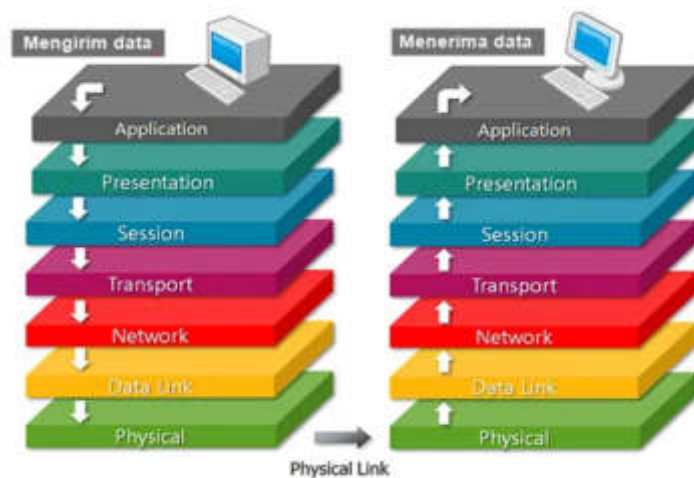 Mengirim data
Application
Presentation
Session
Transport
Network
Data Link
Physical
Menerima data
Application
Presentation
Session
Transport
Network
Data Link
Physical
Physical Link